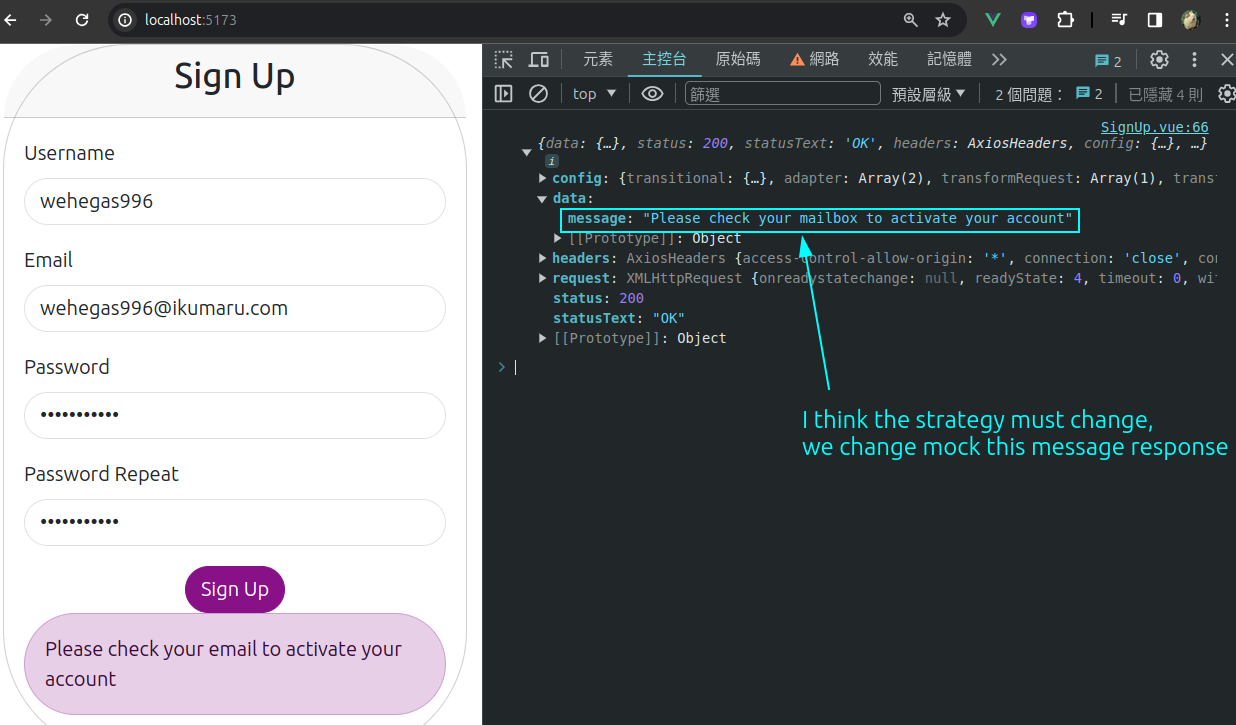 localhost:5173
Sign Up
Username
wehegas996
Email
wehegas996@ikumaru.com
Password
•••••••••••
Password Repeat
•••••••••••
Sign Up
Please check your email to activate your
account
元素 主控台 原始碼 網路 效能 記憶體 2
top 篩選 預設層級 2 個問題： 2 已隱藏 4 則
SignUp.vue:66
{data: {…}, status: 200, statusText: 'OK', headers: AxiosHeaders, config: {…}, …}
i
config: {transitional: {…}, adapter: Array(2), transformRequest: Array(1), transf
data:
message: "Please check your mailbox to activate your account"
[[Prototype]]: Object
headers: AxiosHeaders {access-control-allow-origin: '*', connection: 'close', con
request: XMLHttpRequest {onreadystatechange: null, readyState: 4, timeout: 0, wit
status: 200
statusText: "OK"
[[Prototype]]: Object
I think the strategy must change,
we change mock this message response